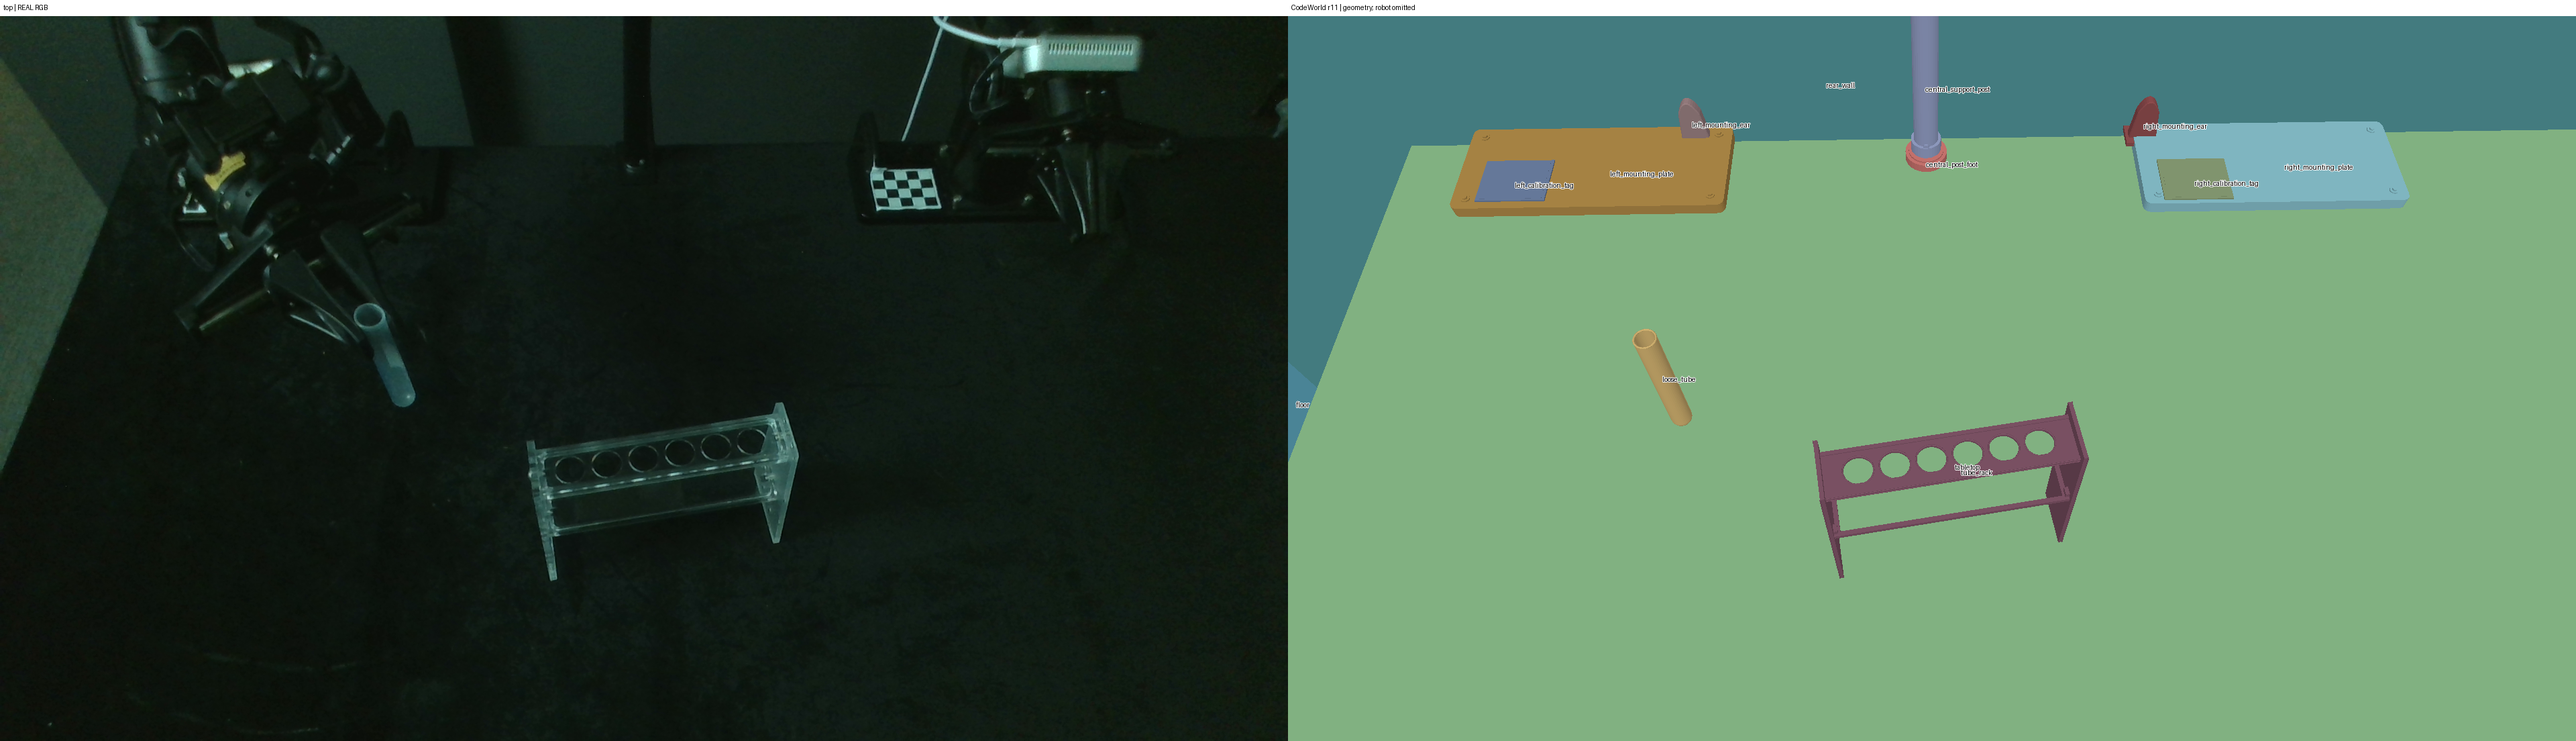 top | REAL RGB
CodeWorld r11 | geometry; robot omitted
rear_wall
central_support_post
left_mounting_ear
right_mounting_ear
central_post_foot
left_mounting_plate
right_mounting_plate
left_calibration_tag
right_calibration_tag
loose_tube
floor
tabletop
tube_rack